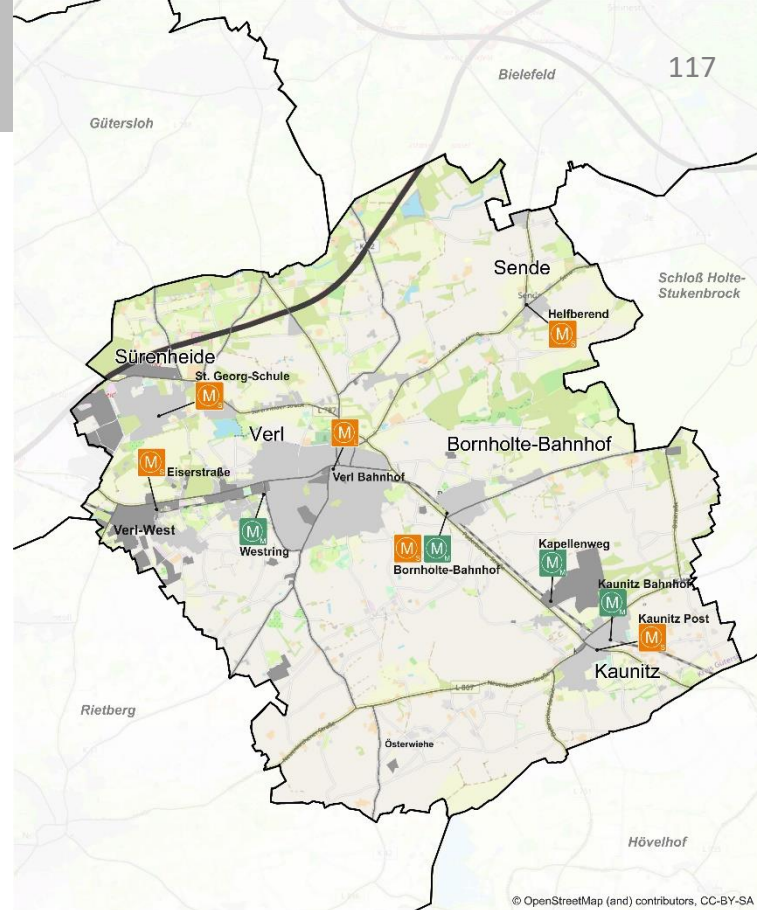 117
Bielefeld
Gütersloh
Sende
Schloß Holte-
Stukenbrock
Helfberend
M S
Sürenheide
St. Georg-Schule
M S
L 787
Verl
M
Bornholte-Bahnhof
M S
Eiserstraße
Verl Bahnhof
Verl-West
M M
Westring
M S
M M
Bornholte-Bahnhof
Kapellenweg
M M
Kaunitz Bahnhof
M M
Kaunitz Post
M S
Kaunitz
L 867
Rietberg
Österwiehe
Hövelhof
© OpenStreetMap (and) contributors, CC-BY-SA